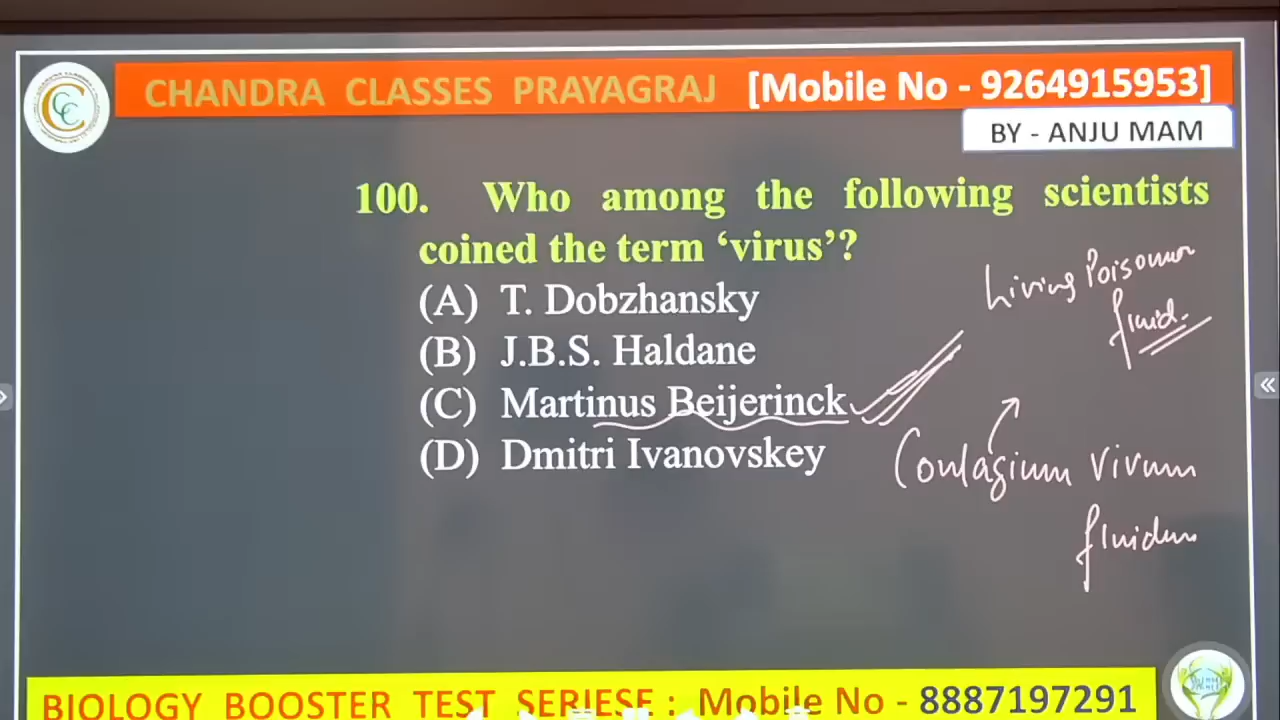 CHANDRA CLASSES PRAYAGRAJ [Mobile No - 9264915953]
BY - ANJU MAM
100. Who among the following scientists
coined the term ‘virus’?
(A) T. Dobzhansky
(B) J.B.S. Haldane
(C) Martinus Beijerinck
(D) Dmitri Ivanovskey
Living Poisonous
fluid.
Contagium vivum
fluidum
BIOLOGY BOOSTER TEST SERIESE : Mobile No - 8887197291